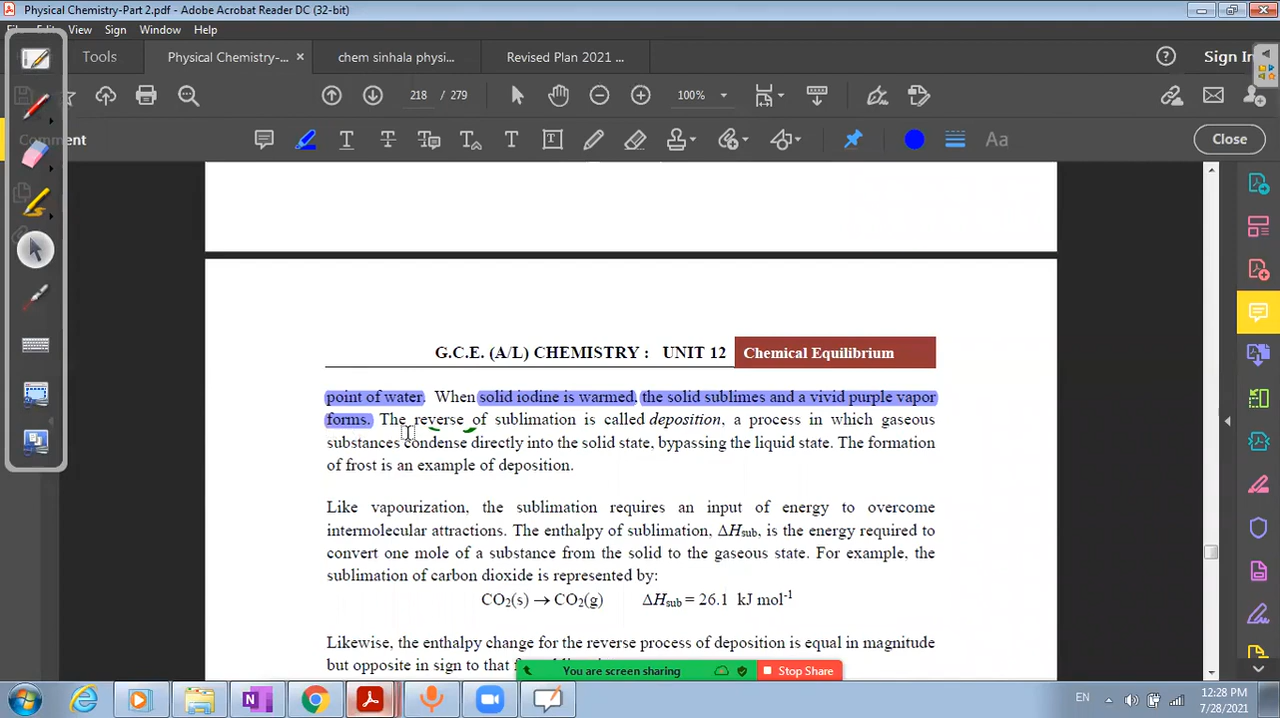 Physical Chemistry-Part 2.pdf - Adobe Acrobat Reader DC (32-bit)
View Sign Window Help
Tools Physical Chemistry-... × chem sinhala physi... Revised Plan 2021 ... Sign In
218 / 279 100%
Comment Aa Close
G.C.E. (A/L) CHEMISTRY : UNIT 12 Chemical Equilibrium
point of water. When solid iodine is warmed, the solid sublimes and a vivid purple vapor
forms. The reverse of sublimation is called deposition, a process in which gaseous
substances condense directly into the solid state, bypassing the liquid state. The formation
of frost is an example of deposition.
Like vapourization, the sublimation requires an input of energy to overcome
intermolecular attractions. The enthalpy of sublimation, ΔHsub, is the energy required to
convert one mole of a substance from the solid to the gaseous state. For example, the
sublimation of carbon dioxide is represented by:
CO2(s) → CO2(g) ΔHsub = 26.1 kJ mol-1
Likewise, the enthalpy change for the reverse process of deposition is equal in magnitude
but opposite in sign to that
You are screen sharing Stop Share
EN 12:28 PM
7/28/2021